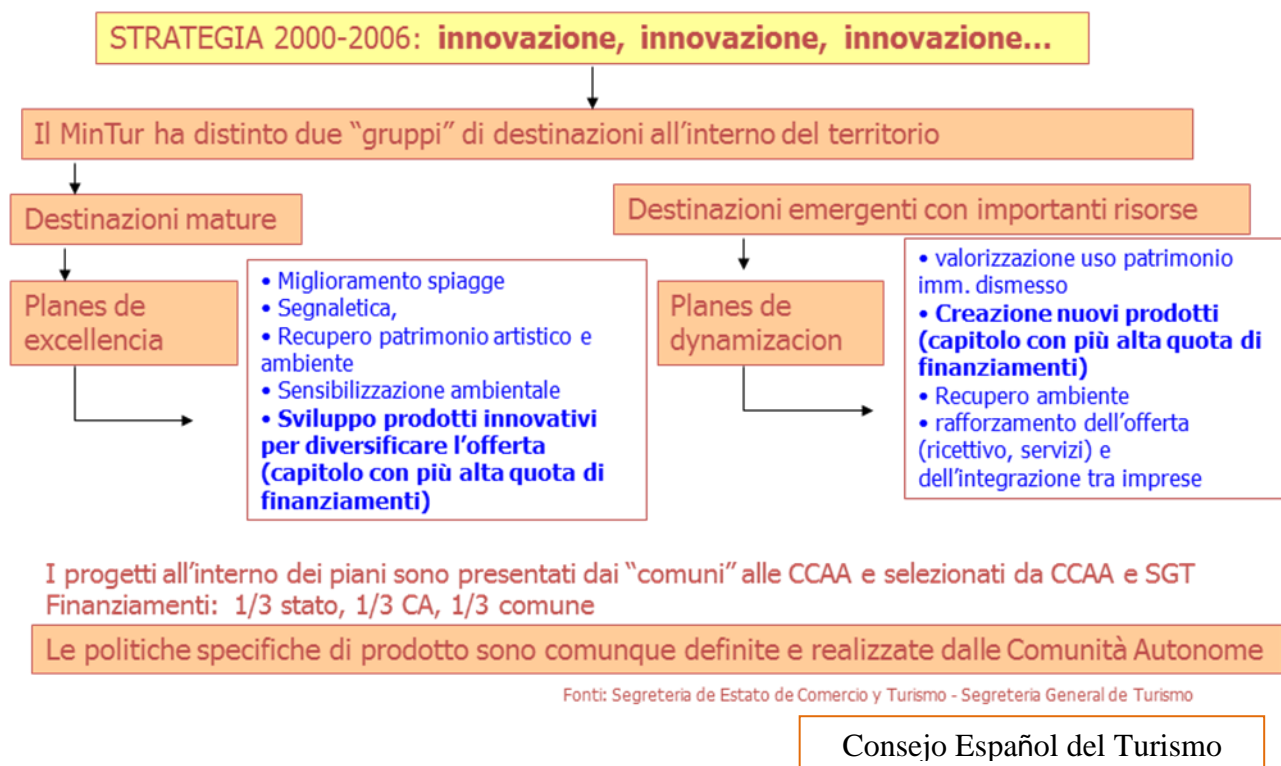 STRATEGIA 2000-2006: innovazione, innovazione, innovazione...
Il MinTur ha distinto due “gruppi” di destinazioni all’interno del territorio
Destinazioni mature
Planes de
excellencia
• Miglioramento spiagge
• Segnaletica,
• Recupero patrimonio artistico e
ambiente
• Sensibilizzazione ambientale
• Sviluppo prodotti innovativi
per diversificare l’offerta
(capitolo con più alta quota di
finanziamenti)
Destinazioni emergenti con importanti risorse
Planes de
dynamizacion
• valorizzazione uso patrimonio
imm. dismesso
• Creazione nuovi prodotti
(capitolo con più alta quota di
finanziamenti)
• Recupero ambiente
• rafforzamento dell’offerta
(ricettivo, servizi) e
dell’integrazione tra imprese
I progetti all’interno dei piani sono presentati dai “comuni” alle CCAA e selezionati da CCAA e SGT
Finanziamenti: 1/3 stato, 1/3 CA, 1/3 comune
Le politiche specifiche di prodotto sono comunque definite e realizzate dalle Comunità Autonome
Fonti: Segreteria de Estado de Comercio y Turismo - Segreteria General de Turismo
Consejo Español del Turismo